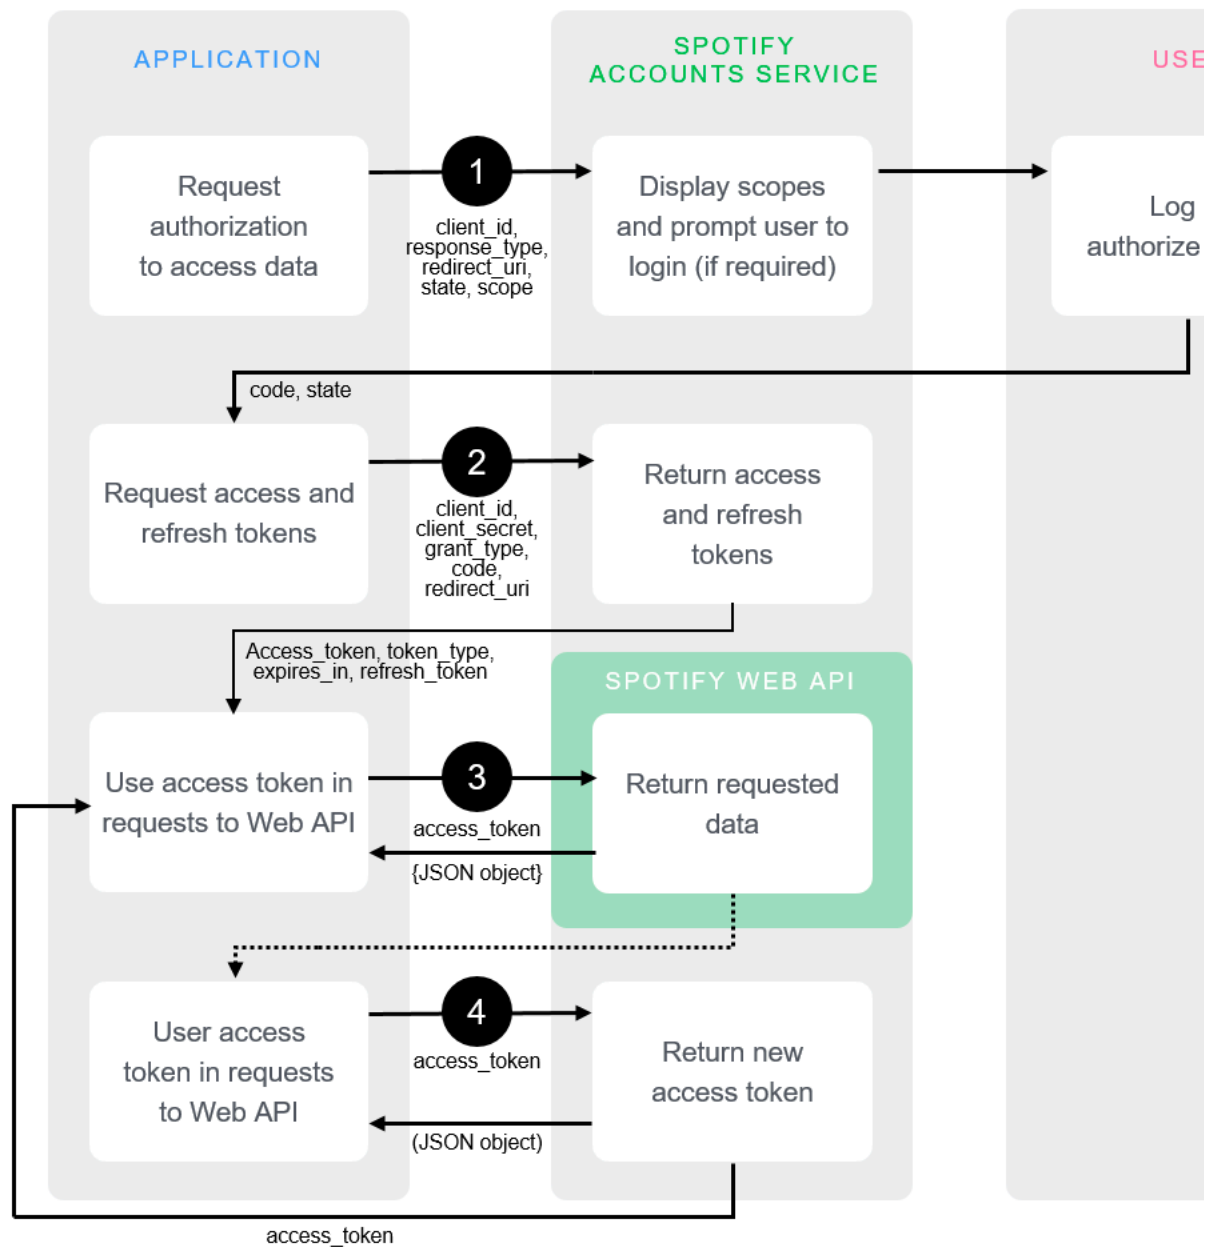 APPLICATION
SPOTIFY
ACCOUNTS SERVICE
USE
Request
authorization
to access data
1
client_id,
response_type,
redirect_uri,
state, scope
Display scopes
and prompt user to
login (if required)
Log
authorize
code, state
Request access and
refresh tokens
2
client_id,
client_secret,
grant_type,
code,
redirect_uri
Return access
and refresh
tokens
Access_token, token_type,
expires_in, refresh_token
SPOTIFY WEB API
Use access token in
requests to Web API
3
access_token
{JSON object}
Return requested
data
User access
token in requests
to Web API
4
access_token
(JSON object)
Return new
access token
access_token